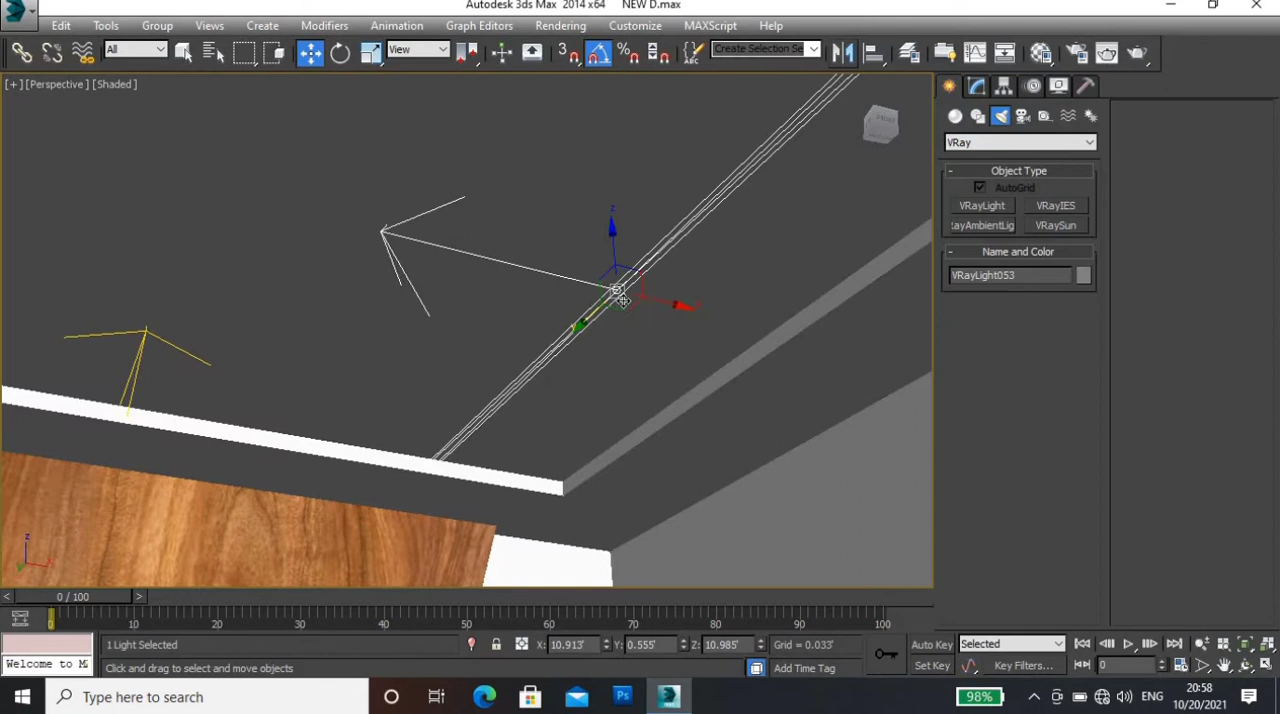 Autodesk 3ds Max 2014 x64 NEW D.max
Edit Tools Group Views Create Modifiers Animation Graph Editors Rendering Customize MAXScript Help
All View 3 Create Selection Se
[+] [Perspective] [Shaded]
VRay
Object Type
AutoGrid
VRayLight VRayIES
RayAmbientLig VRaySun
Name and Color
VRayLight053
z
z
0 / 100
0 10 20 30 40 50 60 70 80 90 100
1 Light Selected X: 10.913' Y: 0.555' Z: 10.985' Grid = 0.033' Auto Key Selected
Welcome to M Click and drag to select and move objects Add Time Tag Set Key Key Filters... 0
Type here to search Ps 98% ENG 20:58
10/20/2021